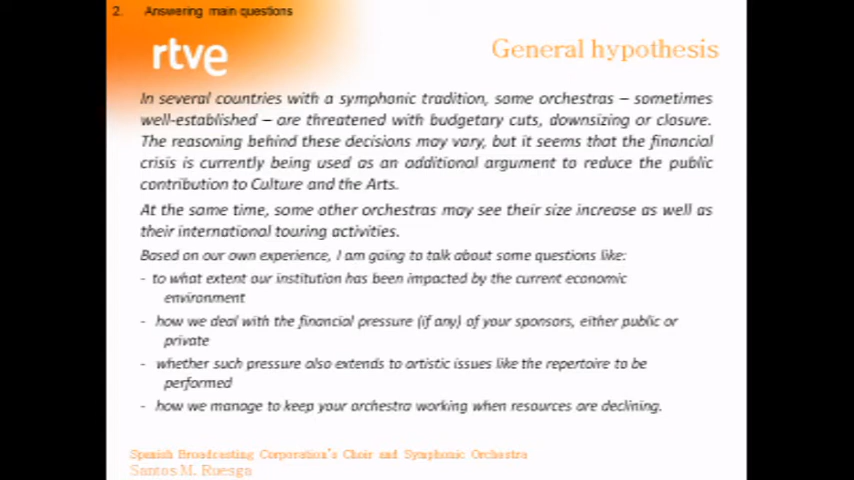 2. Answering main questions
rtve
General hypothesis
In several countries with a symphonic tradition, some orchestras – sometimes
well-established – are threatened with budgetary cuts, downsizing or closure.
The reasoning behind these decisions may vary, but it seems that the financial
crisis is currently being used as an additional argument to reduce the public
contribution to Culture and the Arts.
At the same time, some other orchestras may see their size increase as well as
their international touring activities.
Based on our own experience, I am going to talk about some questions like:
- to what extent our institution has been impacted by the current economic
environment
- how we deal with the financial pressure (if any) of your sponsors, either public or
private
- whether such pressure also extends to artistic issues like the repertoire to be
performed
- how we manage to keep your orchestra working when resources are declining.
Spanish Broadcasting Corporation's Choir and Symphonic Orchestra
Santos M. Ruesga